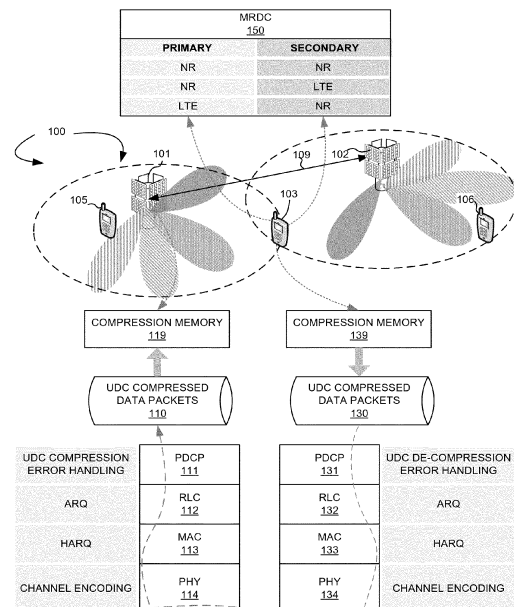 MRDC
150
PRIMARY SECONDARY
NR NR
NR LTE
LTE NR
100
101
109
102
105
103
106
COMPRESSION MEMORY
119
COMPRESSION MEMORY
139
UDC COMPRESSED
DATA PACKETS
110
UDC COMPRESSED
DATA PACKETS
130
UDC COMPRESSION
ERROR HANDLING
PDCP
111
PDCP
131
UDC DE-COMPRESSION
ERROR HANDLING
ARQ
RLC
112
RLC
132
ARQ
HARQ
MAC
113
MAC
133
HARQ
CHANNEL ENCODING
PHY
114
PHY
134
CHANNEL ENCODING